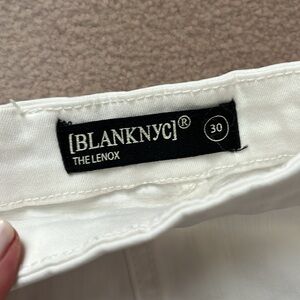 [BLANKNYC]®
THE LENOX
30